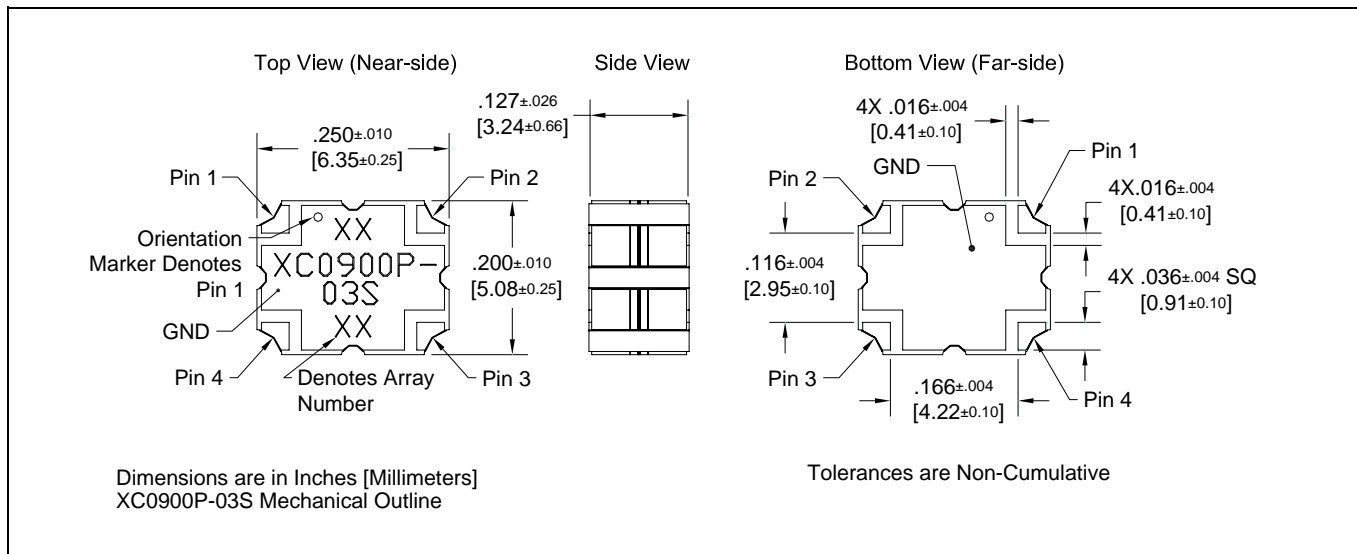 Top View (Near-side)
Side View
Bottom View (Far-side)
.250±.010
[6.35±0.25]
.127±.026
[3.24±0.66]
4X .016±.004
[0.41±0.10]
GND
Pin 1
Pin 2
Pin 1
Pin 2
4X.016±.004
[0.41±0.10]
Orientation
Marker Denotes
Pin 1
XX
XC0900P-
03S
XX
.200±.010
[5.08±0.25]
.116±.004
[2.95±0.10]
4X .036±.004 SQ
[0.91±0.10]
GND
Pin 4
Denotes Array
Number
Pin 3
Pin 3
.166±.004
[4.22±0.10]
Pin 4
Dimensions are in Inches [Millimeters]
XC0900P-03S Mechanical Outline
Tolerances are Non-Cumulative